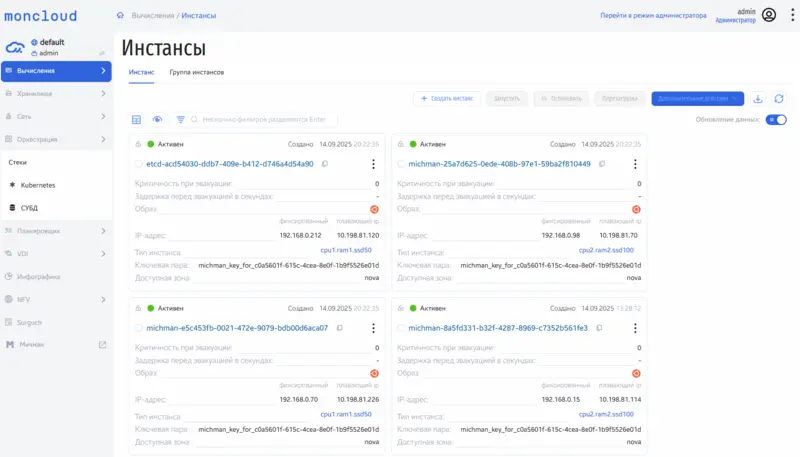 moncloud
Вычисления / Инстансы
Перейти в режим администратора
admin
Администратор
default
admin
Вычисления
Хранилище
Сеть
Оркестрация
Стеки
Kubernetes
СУБД
Планировщик
VDI
Инфографика
NFV
Surguch
Мичман
Инстансы
Инстанс Группа инстансов
+ Создать инстанс Запустить Остановить Перезагрузка Дополнительные действия
Несколько фильтров разделяются Enter
Обновление данных:
Активен Создано 14.09.2025 20:22:35
etcd-acd54030-ddb7-409e-b412-d746a4d54a90
Критичность при эвакуации: 0
Задержка перед эвакуацией в секундах: -
Образ:
фиксированный плавающий ip
IP-адрес: 192.168.0.212 10.198.81.120
Тип инстанса: cpu1.ram1.ssd50
Ключевая пара: michman_key_for_c0a5601f-615c-4cea-8e0f-1b9f5526e01d
Доступная зона: nova
Активен Создано 14.09.2025 20:22:35
michman-25a7d625-0ede-408b-97e1-59ba2f810449
Критичность при эвакуации: 0
Задержка перед эвакуацией в секундах: -
Образ:
фиксированный плавающий ip
IP-адрес: 192.168.0.98 10.198.81.70
Тип инстанса: cpu2.ram2.ssd100
Ключевая пара: michman_key_for_c0a5601f-615c-4cea-8e0f-1b9f5526e01d
Доступная зона: nova
Активен Создано 14.09.2025 20:22:35
michman-e5c453fb-0021-472e-9079-bdb00d6aca07
Критичность при эвакуации: 0
Задержка перед эвакуацией в секундах: -
Образ:
фиксированный плавающий ip
IP-адрес: 192.168.0.70 10.198.81.226
Тип инстанса: cpu1.ram1.ssd50
Ключевая пара: michman_key_for_c0a5601f-615c-4cea-8e0f-1b9f5526e01d
Доступная зона: nova
Активен Создано 14.09.2025 13:28:12
michman-8a5fd331-b32f-4287-8969-c7352b561fe3
Критичность при эвакуации: 0
Задержка перед эвакуацией в секундах: -
Образ:
фиксированный плавающий ip
IP-адрес: 192.168.0.15 10.198.81.114
Тип инстанса: cpu2.ram2.ssd100
Ключевая пара: michman_key_for_c0a5601f-615c-4cea-8e0f-1b9f5526e01d
Доступная зона: nova